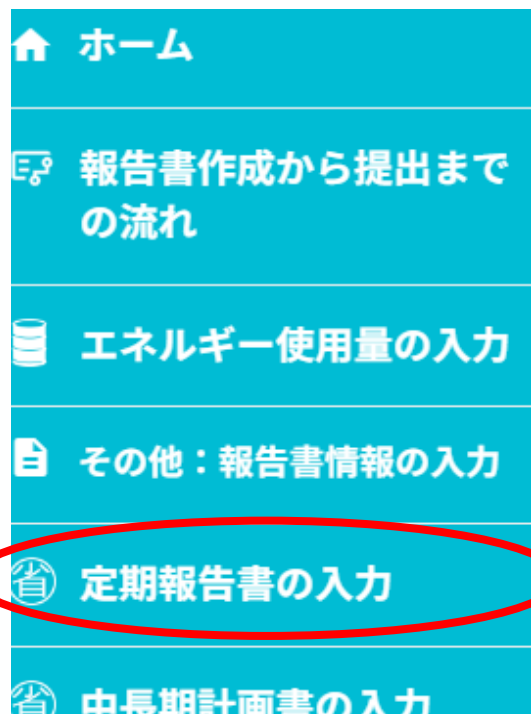 ホーム
報告書作成から提出まで
の流れ
エネルギー使用量の入力
その他：報告書情報の入力
省 定期報告書の入力
省 中長期計画書の入力